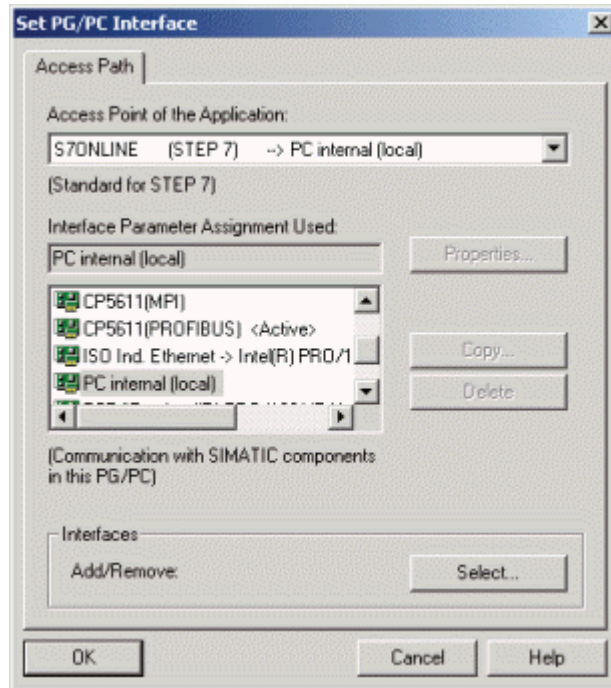 Set PG/PC Interface
Access Path
Access Point of the Application:
S7ONLINE (STEP 7) --> PC internal (local)
(Standard for STEP 7)
Interface Parameter Assignment Used:
PC internal (local)
Properties...
CP5611(MPI)
CP5611(PROFIBUS) <Active>
ISO Ind. Ethernet -> Intel(R) PRO/1
PC internal (local)
Copy...
Delete
(Communication with SIMATIC components
in this PG/PC)
Interfaces
Add/Remove:
Select...
OK
Cancel
Help